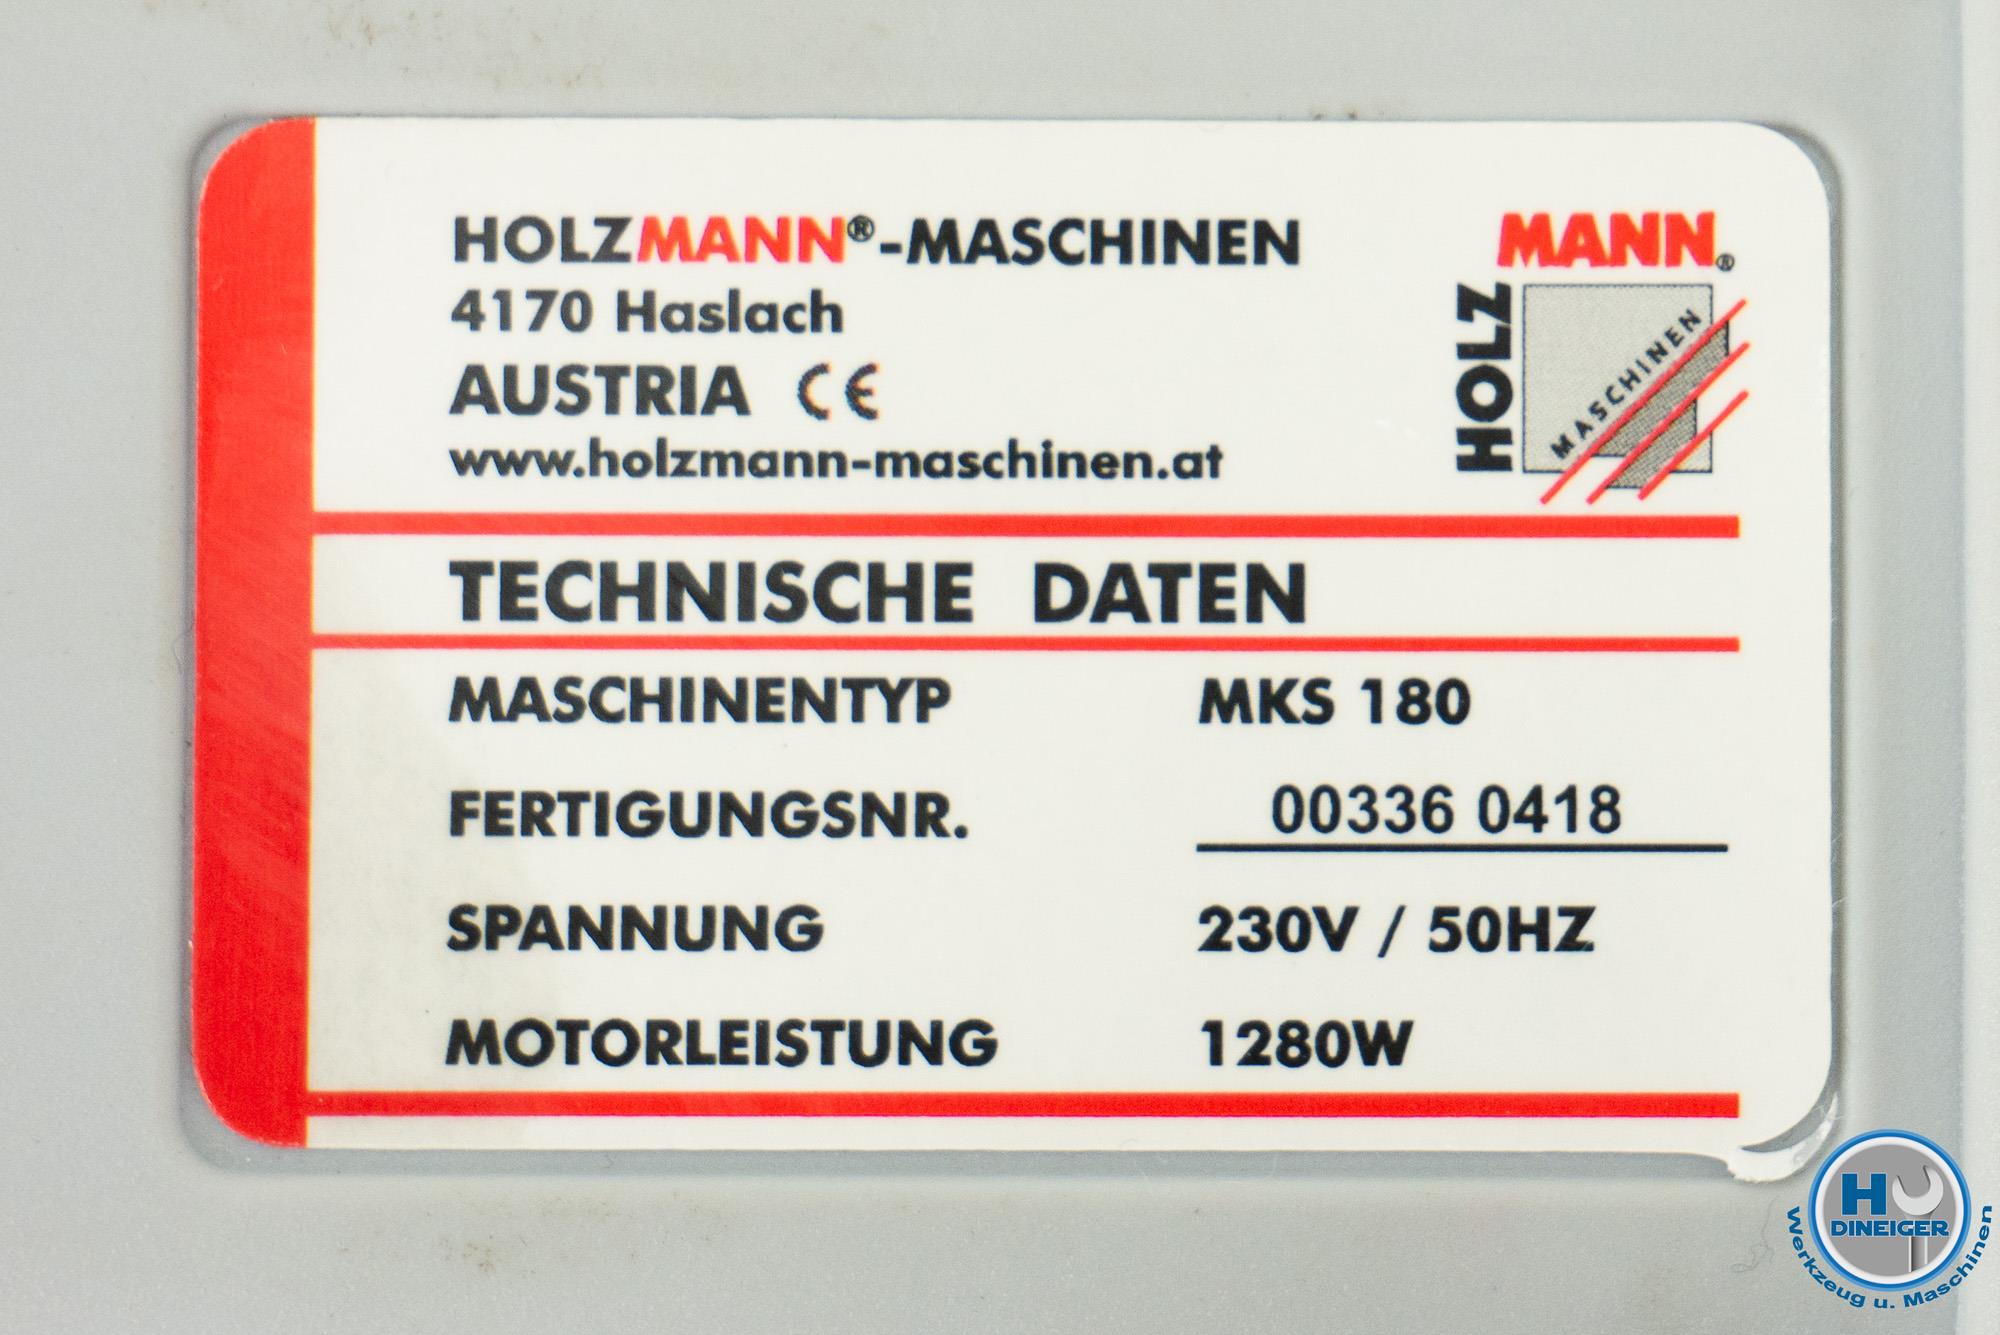 HOLZMANN®-MASCHINEN
4170 Haslach
AUSTRIA CE
www.holzmann-maschinen.at
MANN®
HOLZ
MASCHINEN
TECHNISCHE DATEN
MASCHINENTYP MKS 180
FERTIGUNGSNR. 00336 0418
SPANNUNG 230V / 50HZ
MOTORLEISTUNG 1280W
H
DINEIGER
Werkzeug u. Maschinen